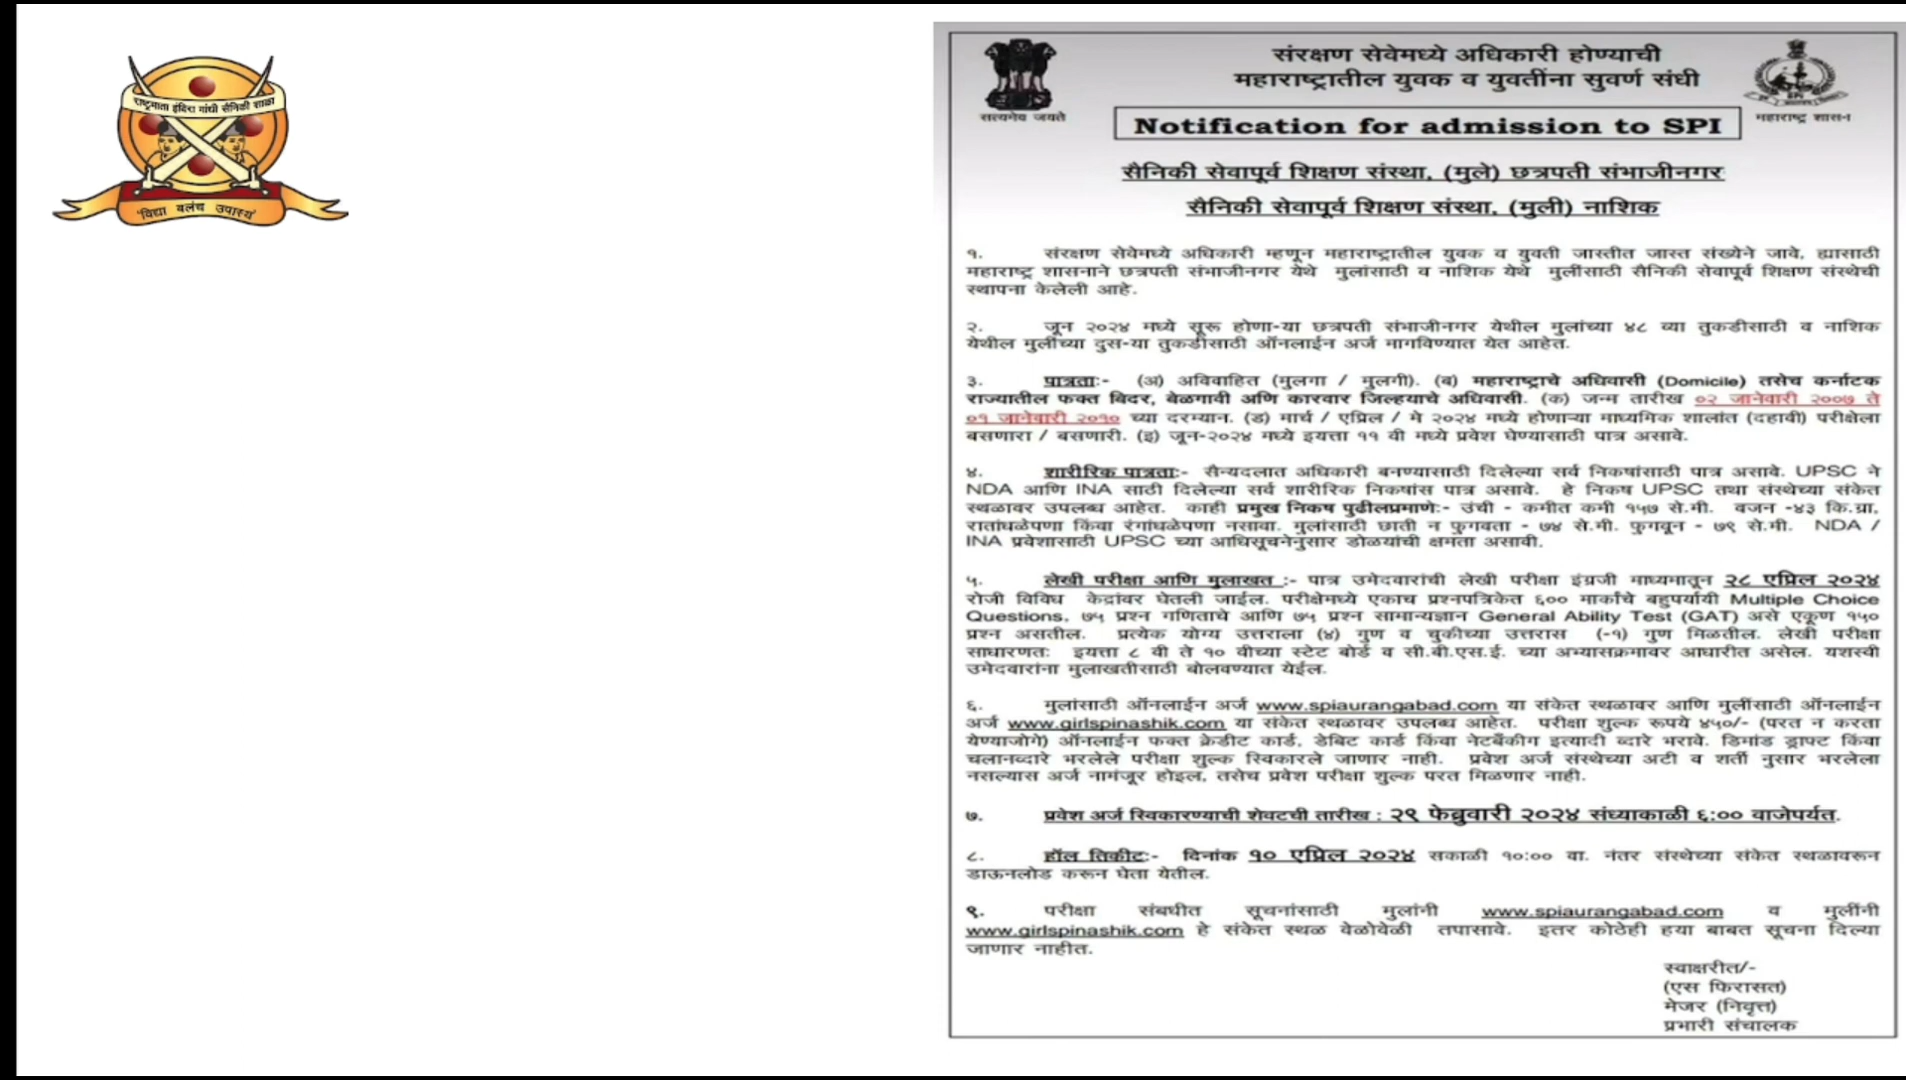 राष्ट्रमाता इंदिरा गांधी सैनिकी शाळा
'विद्या बलंच उपास्य'
संरक्षण सेवेमध्ये अधिकारी होण्याची
महाराष्ट्रातील युवक व युवतींना सुवर्ण संधी
सत्यमेव जयते
SPI
महाराष्ट्र शासन
Notification for admission to SPI
सैनिकी सेवापूर्व शिक्षण संस्था, (मुले) छत्रपती संभाजीनगर
सैनिकी सेवापूर्व शिक्षण संस्था, (मुली) नाशिक
१. संरक्षण सेवेमध्ये अधिकारी म्हणून महाराष्ट्रातील युवक व युवती जास्तीत जास्त संख्येने जावे, ह्यासाठी
महाराष्ट्र शासनाने छत्रपती संभाजीनगर येथे मुलांसाठी व नाशिक येथे मुलींसाठी सैनिकी सेवापूर्व शिक्षण संस्थेची
स्थापना केलेली आहे.
२. जून २०२४ मध्ये सूरू होणा-या छत्रपती संभाजीनगर येथील मुलांच्या ४८ व्या तुकडीसाठी व नाशिक
येथील मुलींच्या दुस-या तुकडीसाठी ऑनलाईन अर्ज मागविण्यात येत आहेत.
३. पात्रताः- (अ) अविवाहित (मुलगा / मुलगी). (ब) महाराष्ट्राचे अधिवासी (Domicile) तसेच कर्नाटक
राज्यातील फक्त बिदर, बेळगावी अणि कारवार जिल्हयाचे अधिवासी. (क) जन्म तारीख ०२ जानेवारी २००७ ते
०१ जानेवारी २०१० च्या दरम्यान. (ड) मार्च / एप्रिल / मे २०२४ मध्ये होणाऱ्या माध्यमिक शालांत (दहावी) परीक्षेला
बसणारा / बसणारी. (इ) जून-२०२४ मध्ये इयत्ता ११ वी मध्ये प्रवेश घेण्यासाठी पात्र असावे.
४. शारीरिक पात्रताः- सैन्यदलात अधिकारी बनण्यासाठी दिलेल्या सर्व निकषांसाठी पात्र असावे. UPSC ने
NDA आणि INA साठी दिलेल्या सर्व शारीरिक निकषांस पात्र असावे. हे निकष UPSC तथा संस्थेच्या संकेत
स्थळावर उपलब्ध आहेत. काही प्रमुख निकष पुढीलप्रमाणेः- उंची - कमीत कमी १५७ से.मी. वजन -४३ कि.ग्रा,
रातांधळेपणा किंवा रंगांधळेपणा नसावा. मुलांसाठी छाती न फुगवता - ७४ से.मी. फुगवून - ७९ से.मी. NDA /
INA प्रवेशासाठी UPSC च्या आधिसूचनेनुसार डोळयांची क्षमता असावी.
५. लेखी परीक्षा आणि मुलाखत :- पात्र उमेदवारांची लेखी परीक्षा इंग्रजी माध्यमातून २८ एप्रिल २०२४
रोजी विविध केद्रांवर घेतली जाईल. परीक्षेमध्ये एकाच प्रश्नपत्रिकेत ६०० मार्कांचे बहुपर्यायी Multiple Choice
Questions, ७५ प्रश्न गणिताचे आणि ७५ प्रश्न सामान्यज्ञान General Ability Test (GAT) असे एकूण १५०
प्रश्न असतील. प्रत्येक योग्य उत्तराला (४) गुण व चुकीच्या उत्तरास (-१) गुण मिळतील. लेखी परीक्षा
साधारणतः इयत्ता ८ वी ते १० वीच्या स्टेट बोर्ड व सी.बी.एस.ई. च्या अभ्यासक्रमावर आधारीत असेल. यशस्वी
उमेदवारांना मुलाखतीसाठी बोलवण्यात येईल.
६. मुलांसाठी ऑनलाईन अर्ज www.spiaurangabad.com या संकेत स्थळावर आणि मुलींसाठी ऑनलाईन
अर्ज www.girlspinashik.com या संकेत स्थळावर उपलब्ध आहेत. परीक्षा शुल्क रूपये ४५०/- (परत न करता
येण्याजोगे) ऑनलाईन फक्त क्रेडीट कार्ड, डेबिट कार्ड किंवा नेटबँकीग इत्यादी व्दारे भरावे. डिमांड ड्राफ्ट किंवा
चलानव्दारे भरलेले परीक्षा शुल्क स्विकारले जाणार नाही. प्रवेश अर्ज संस्थेच्या अटी व शर्ती नुसार भरलेला
नसल्यास अर्ज नामंजूर होइल, तसेच प्रवेश परीक्षा शुल्क परत मिळणार नाही.
७. प्रवेश अर्ज स्विकारण्याची शेवटची तारीख : २९ फेब्रुवारी २०२४ संध्याकाळी ६:०० वाजेपर्यत.
८. हॉल तिकीटः- दिनांक १० एप्रिल २०२४ सकाळी १०:०० वा. नंतर संस्थेच्या संकेत स्थळावरून
डाऊनलोड करून घेता येतील.
९. परीक्षा संबधीत सूचनांसाठी मुलांनी www.spiaurangabad.com व मुलींनी
www.girlspinashik.com हे संकेत स्थळ वेळोवेळी तपासावे. इतर कोठेही हया बाबत सूचना दिल्या
जाणार नाहीत.
स्वाक्षरीत/-
(एस फिरासत)
मेजर (निवृत्त)
प्रभारी संचालक